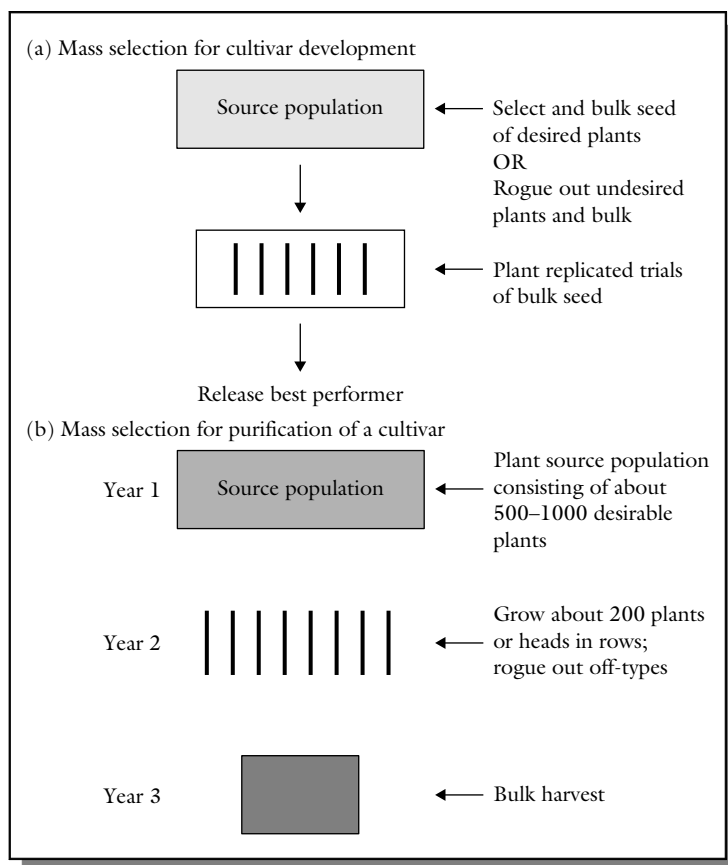 (a) Mass selection for cultivar development
Source population
Select and bulk seed
of desired plants
OR
Rogue out undesired
plants and bulk
Plant replicated trials
of bulk seed
Release best performer
(b) Mass selection for purification of a cultivar
Year 1
Source population
Plant source population
consisting of about
500–1000 desirable
plants
Year 2
Grow about 200 plants
or heads in rows;
rogue out off-types
Year 3
Bulk harvest